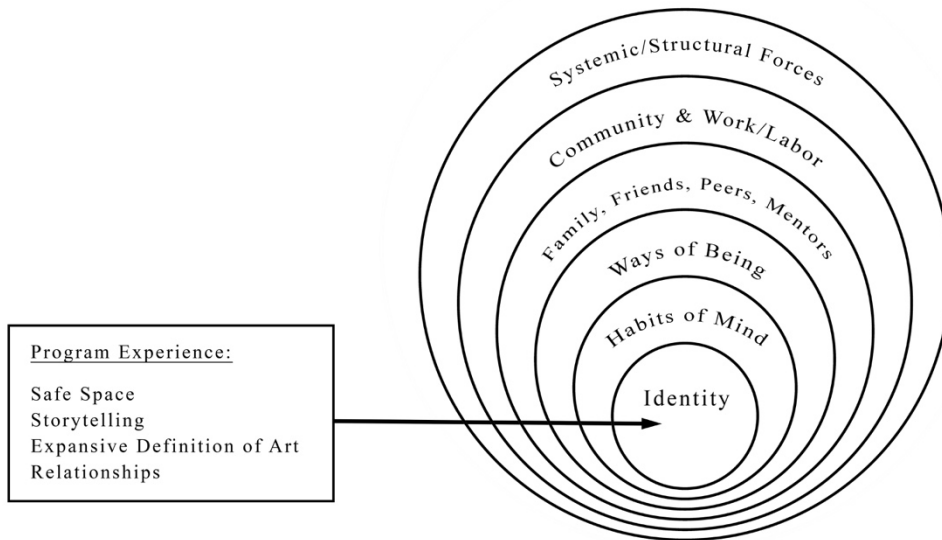 Systemic/Structural Forces
Community & Work/Labor
Family, Friends, Peers, Mentors
Ways of Being
Habits of Mind
Identity
Program Experience:
Safe Space
Storytelling
Expansive Definition of Art
Relationships